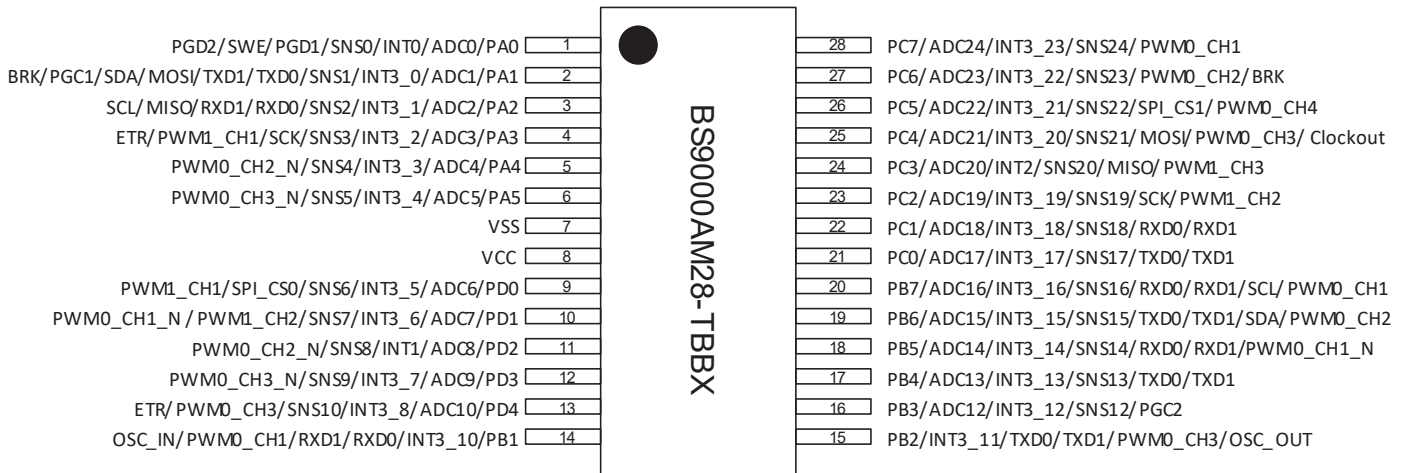 PGD2/SWE/PGD1/SNS0/INT0/ADC0/PA0 1
BRK/PGC1/SDA/MOSI/TXD1/TXD0/SNS1/INT3_0/ADC1/PA1 2
SCL/MISO/RXD1/RXD0/SNS2/INT3_1/ADC2/PA2 3
ETR/PWM1_CH1/SCK/SNS3/INT3_2/ADC3/PA3 4
PWM0_CH2_N/SNS4/INT3_3/ADC4/PA4 5
PWM0_CH3_N/SNS5/INT3_4/ADC5/PA5 6
VSS 7
VCC 8
PWM1_CH1/SPI_CS0/SNS6/INT3_5/ADC6/PD0 9
PWM0_CH1_N / PWM1_CH2/SNS7/INT3_6/ADC7/PD1 10
PWM0_CH2_N/SNS8/INT1/ADC8/PD2 11
PWM0_CH3_N/SNS9/INT3_7/ADC9/PD3 12
ETR/PWM0_CH3/SNS10/INT3_8/ADC10/PD4 13
OSC_IN/PWM0_CH1/RXD1/RXD0/INT3_10/PB1 14
BS9000AM28-TBBX
28 PC7/ADC24/INT3_23/SNS24/ PWM0_CH1
27 PC6/ADC23/INT3_22/SNS23/ PWM0_CH2/BRK
26 PC5/ADC22/INT3_21/SNS22/SPI_CS1/ PWM0_CH4
25 PC4/ADC21/INT3_20/SNS21/ MOSI/PWM0_CH3/ Clockout
24 PC3/ADC20/INT2/SNS20/MISO/ PWM1_CH3
23 PC2/ADC19/INT3_19/SNS19/SCK/PWM1_CH2
22 PC1/ADC18/INT3_18/SNS18/RXD0/RXD1
21 PC0/ADC17/INT3_17/SNS17/TXD0/TXD1
20 PB7/ADC16/INT3_16/SNS16/RXD0/RXD1/SCL/ PWM0_CH1
19 PB6/ADC15/INT3_15/SNS15/TXD0/TXD1/SDA/ PWM0_CH2
18 PB5/ADC14/INT3_14/SNS14/RXD0/RXD1/PWM0_CH1_N
17 PB4/ADC13/INT3_13/SNS13/TXD0/TXD1
16 PB3/ADC12/INT3_12/SNS12/PGC2
15 PB2/INT3_11/TXD0/TXD1/PWM0_CH3/OSC_OUT